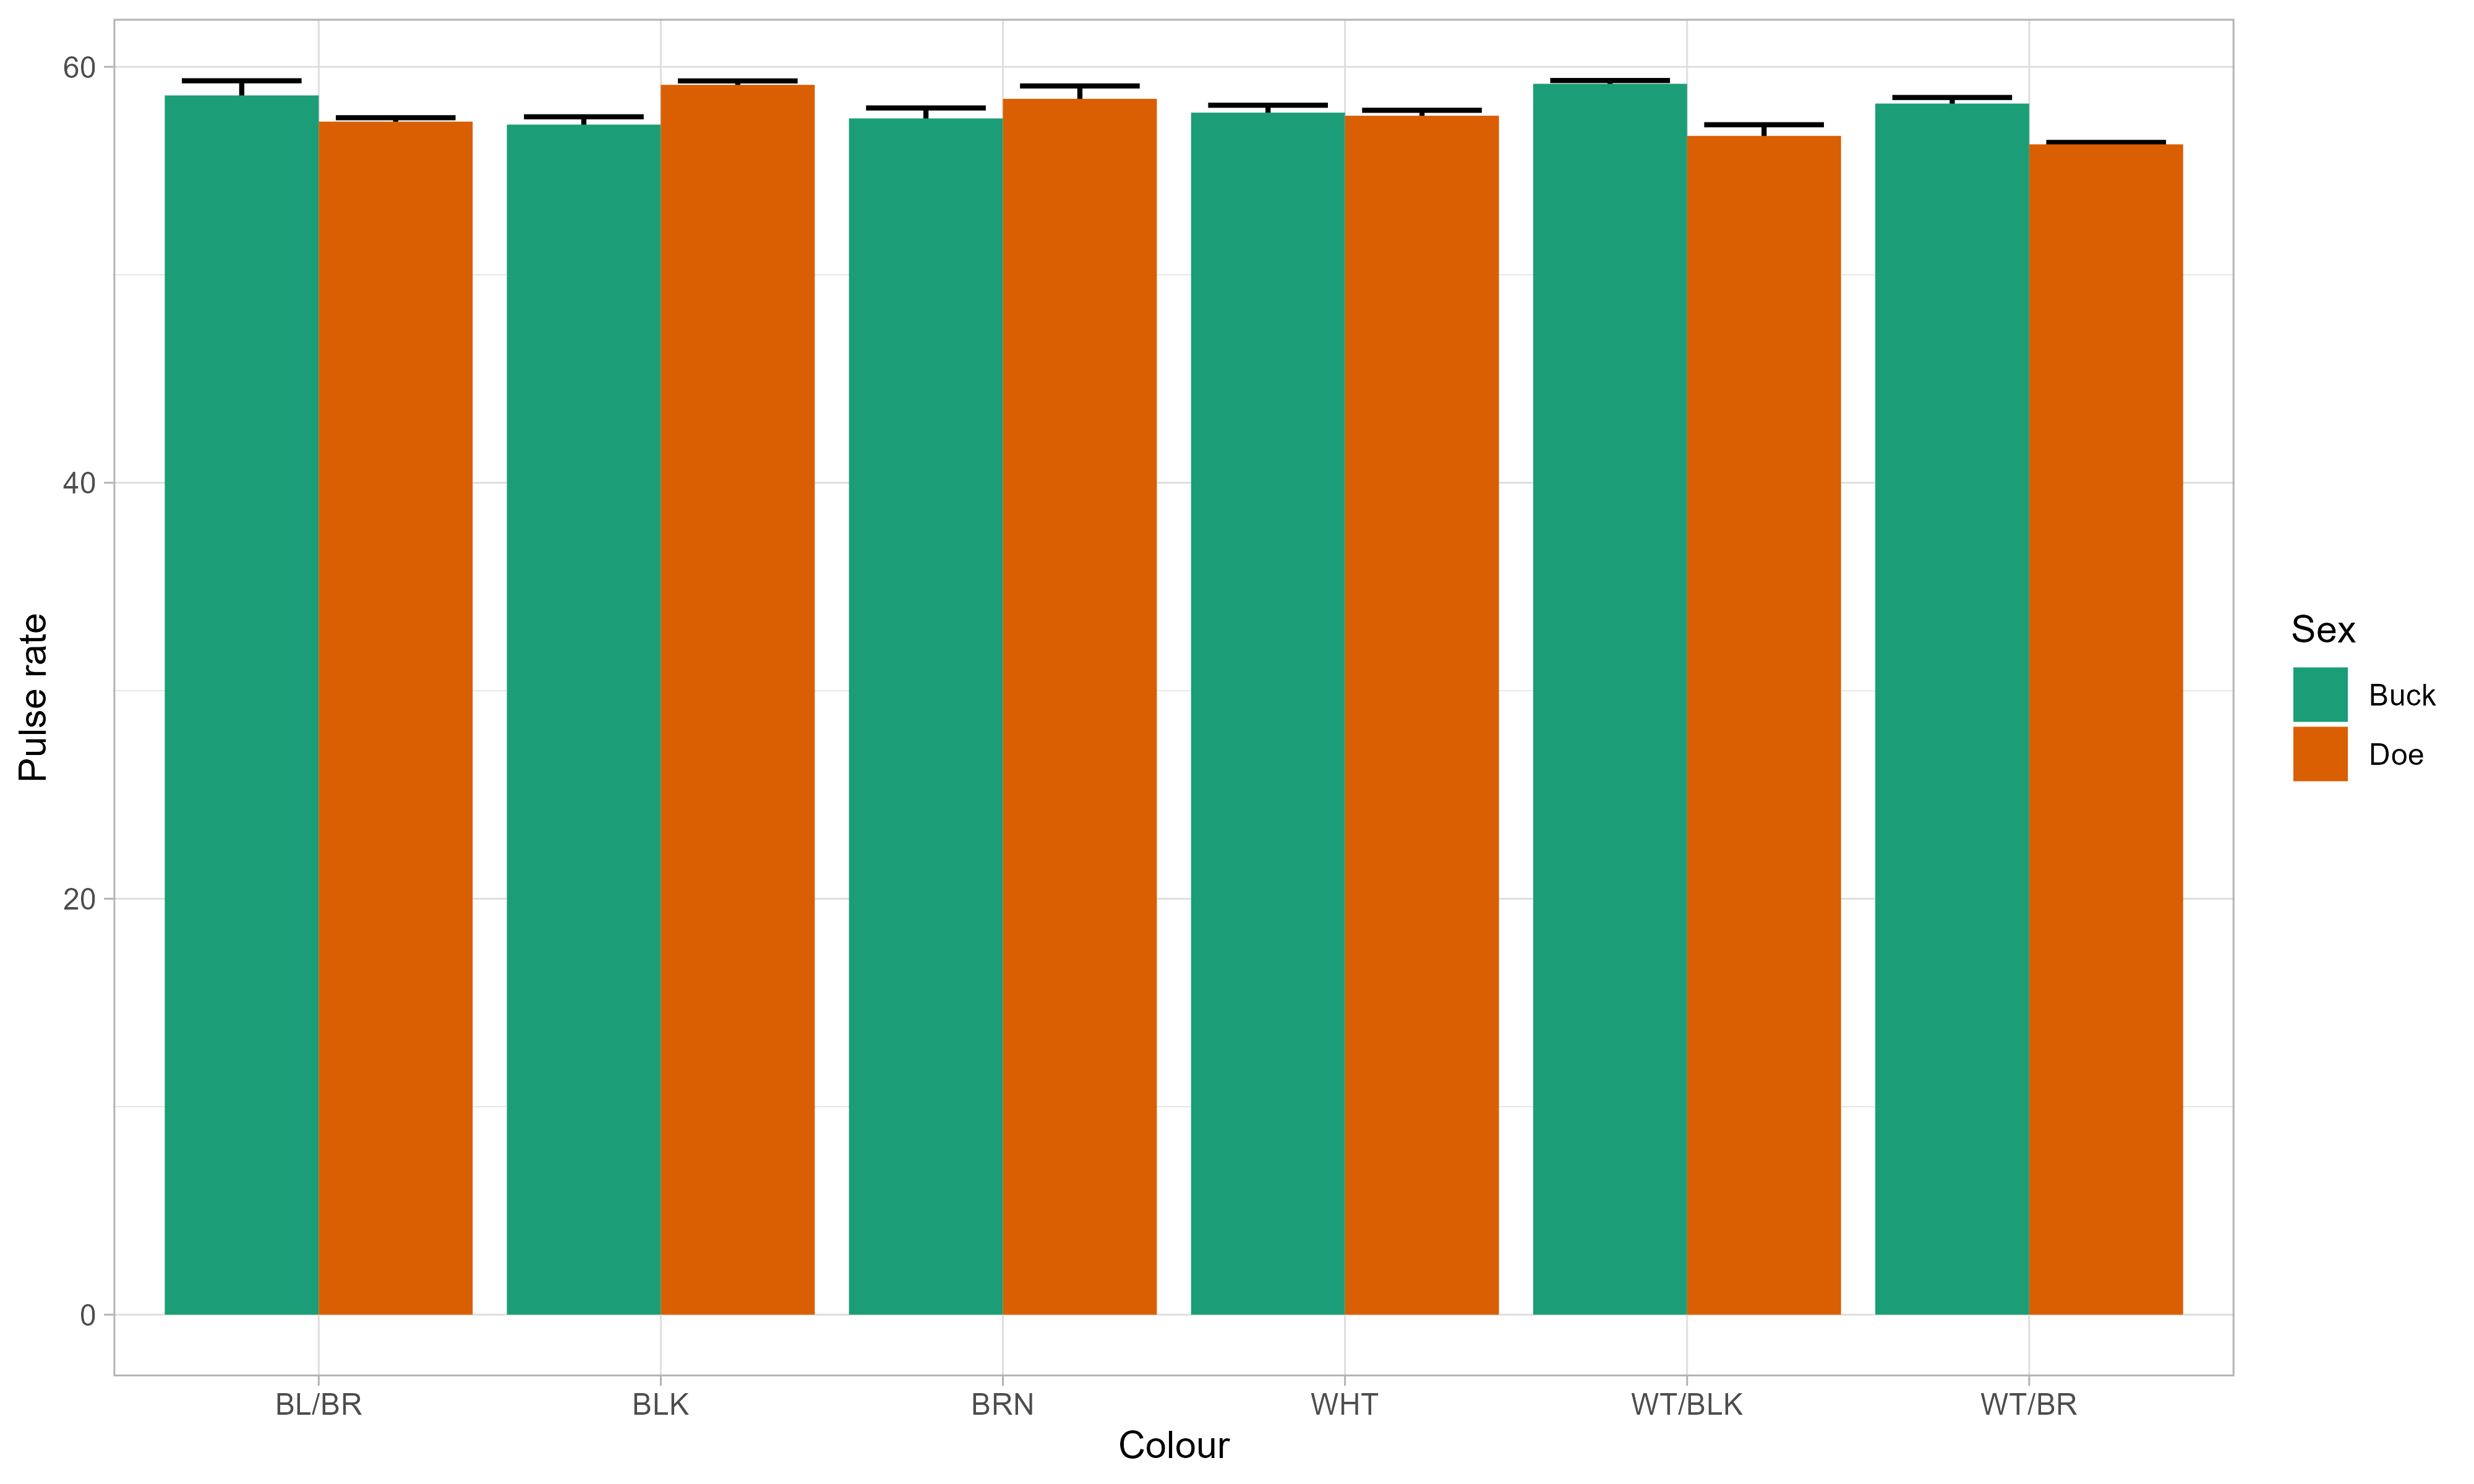 60
40
20
0
Pulse rate
BL/BR BLK BRN WHT WT/BLK WT/BR
Colour
Sex
Buck
Doe